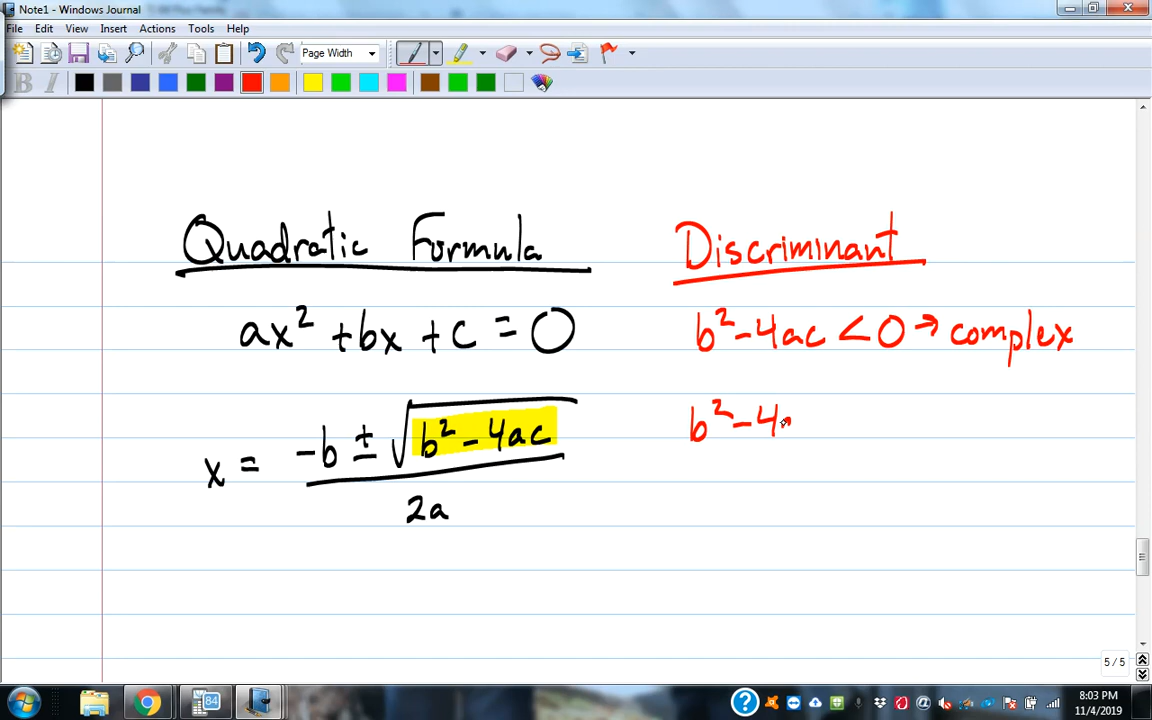 Note1 - Windows Journal
File Edit View Insert Actions Tools Help
Page Width
B I
Quadratic Formula
ax² + bx + c = 0
x = -b ± √b² - 4ac / 2a
Discriminant
b² - 4ac < 0 → complex
b² - 4
5 / 5
84
?
8:03 PM
11/4/2019